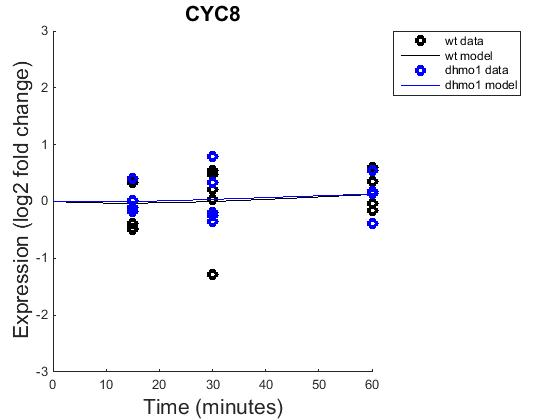 CYC8
3
2
1
0
-1
-2
-3
Expression (log2 fold change)
0 10 20 30 40 50 60
Time (minutes)
wt data
wt model
dhmo1 data
dhmo1 model